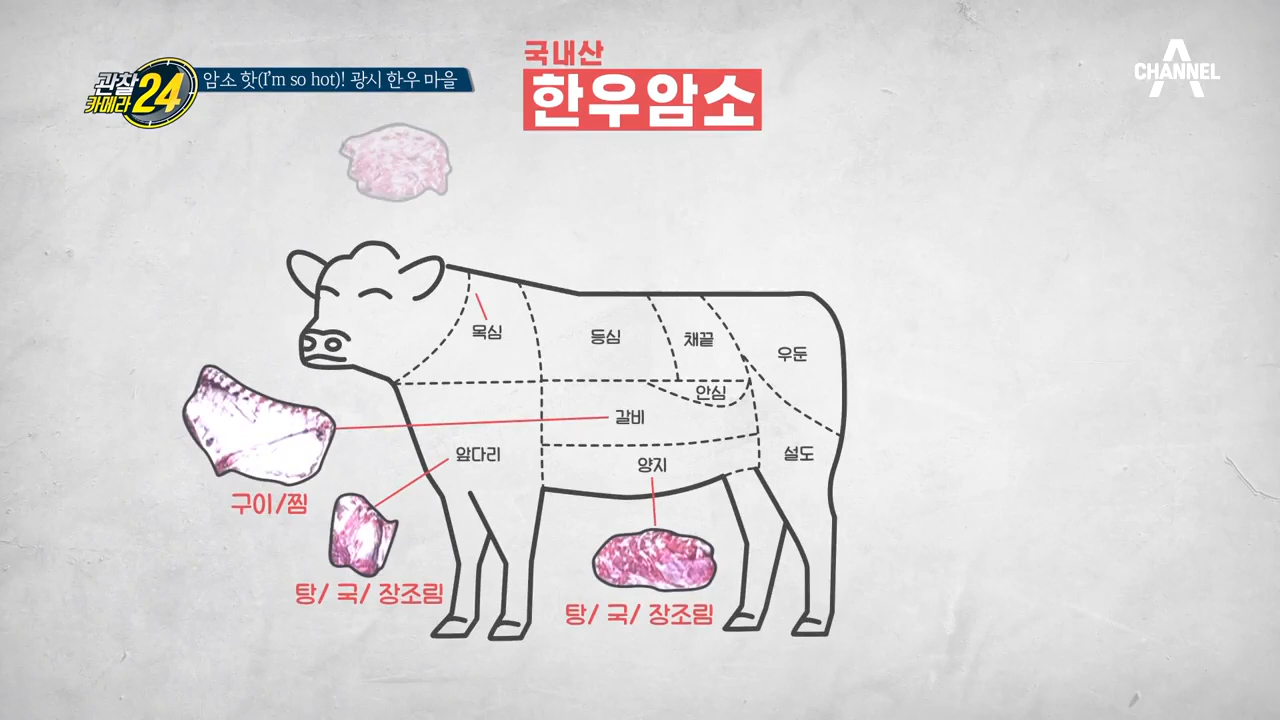 국내산
한우암소
관찰
카메라 24
암소 핫(I'm so hot)! 광시 한우 마을
CHANNEL A
목심
등심
채끝
우둔
안심
갈비
앞다리
양지
설도
구이/찜
탕/ 국/ 장조림
탕/ 국/ 장조림